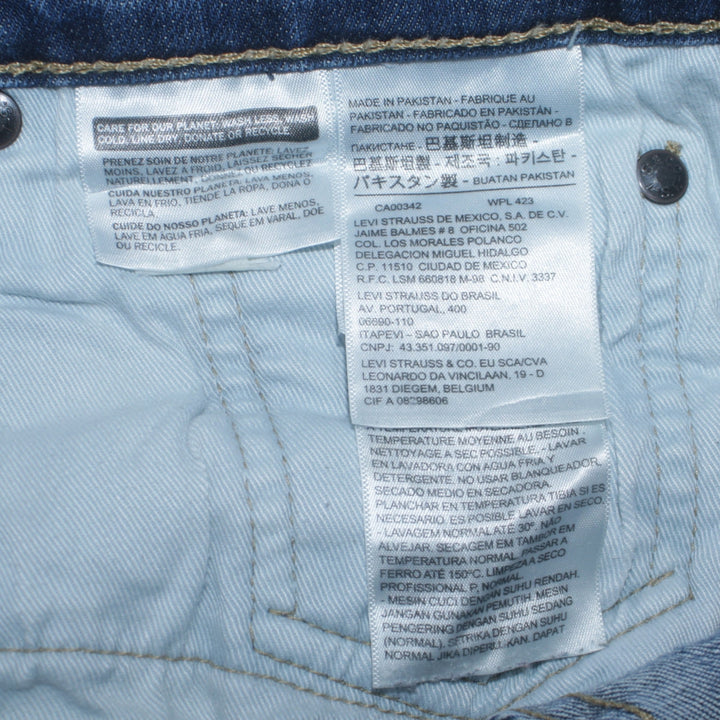 CARE FOR OUR PLANET: WASH LESS, WASH
COLD, LINE DRY, DONATE OR RECYCLE
PRENEZ SOIN DE NOTRE PLANETE: LAVEZ
MOINS, LAVEZ A FROID, LAISSEZ SECHER
NATURELLEMENT, DONNEZ OU RECYCLEZ
CUIDA NUESTRO PLANETA: LAVA MENOS,
LAVA EN FRIO, TIENDE LA ROPA, DONA O
RECICLA.
CUIDE DO NOSSO PLANETA: LAVE MENOS,
LAVE EM AGUA FRIA, SEQUE EM VARAL, DOE
OU RECICLE.
MADE IN PAKISTAN - FABRIQUE AU
PAKISTAN - FABRICADO EN PAKISTÁN -
FABRICADO NO PAQUISTÃO - СДЕЛАНО В
ПАКИСТАНЕ - 巴基斯坦制造 -
巴基斯坦製 - 제조국 : 파키스탄 -
パキスタン製 - BUATAN PAKISTAN
CA00342 WPL 423
LEVI STRAUSS DE MEXICO, S.A. DE C.V.
JAIME BALMES # 8 OFICINA 502
COL. LOS MORALES POLANCO
DELEGACION MIGUEL HIDALGO
C.P. 11510 CIUDAD DE MEXICO
R.F.C. LSM 660818 M-98 C.N.I.V. 3337
LEVI STRAUSS DO BRASIL
AV. PORTUGAL, 400
06690-110
ITAPEVI - SAO PAULO BRASIL
CNPJ: 43.351.097/0001-90
LEVI STRAUSS & CO. EU SCA/CVA
LEONARDO DA VINCILAAN, 19 - D
1831 DIEGEM, BELGIUM
CIF A 08298606
TEMPERATURE MOYENNE AU BESOIN.
NETTOYAGE A SEC POSSIBLE. - LAVAR
EN LAVADORA CON AGUA FRIA Y
DETERGENTE. NO USAR BLANQUEADOR.
SECADO MEDIO EN SECADORA.
PLANCHAR EN TEMPERATURA TIBIA SI ES
NECESARIO. ES POSIBLE LAVAR EN SECO.
LAVAGEM NORMAL ATÉ 30°. NÃO
ALVEJAR. SECAGEM EM TAMBOR EM
TEMPERATURA NORMAL. PASSAR A
FERRO ATÉ 150°C. LIMPEZA A SECO
PROFISSIONAL P, NORMAL.
- MESIN CUCI DENGAN SUHU RENDAH.
JANGAN GUNAKAN PEMUTIH. MESIN
PENGERING DENGAN SUHU SEDANG
(NORMAL). SETRIKA DENGAN SUHU
NORMAL JIKA DIPERLUKAN. DAPAT